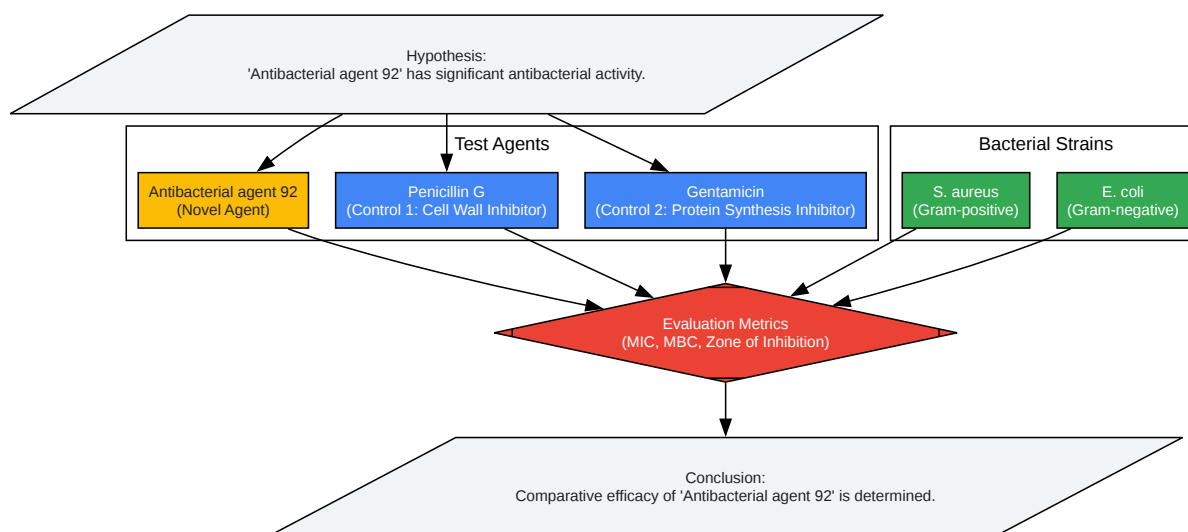 Hypothesis:
'Antibacterial agent 92' has significant antibacterial activity.
Test Agents
Bacterial Strains
Antibacterial agent 92
(Novel Agent)
Penicillin G
(Control 1: Cell Wall Inhibitor)
Gentamicin
(Control 2: Protein Synthesis Inhibitor)
S. aureus
(Gram-positive)
E. coli
(Gram-negative)
Evaluation Metrics
(MIC, MBC, Zone of Inhibition)
Conclusion:
Comparative efficacy of 'Antibacterial agent 92' is determined.